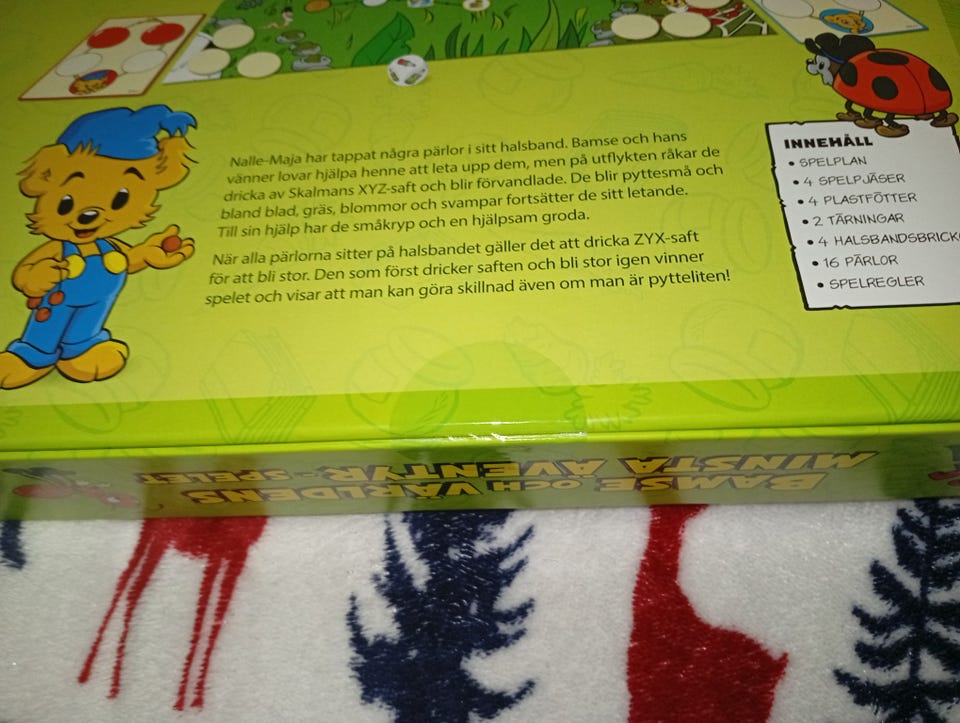 Nalle-Maja har tappat några pärlor i sitt halsband. Bamse och hans
vänner lovar hjälpa henne att leta upp dem, men på utflykten råkar de
dricka av Skalmans XYZ-saft och blir förvandlade. De blir pyttesmå och
bland blad, gräs, blommor och svampar fortsätter de sitt letande.
Till sin hjälp har de småkryp och en hjälpsam groda.
När alla pärlorna sitter på halsbandet gäller det att dricka ZYX-saft
för att bli stor. Den som först dricker saften och bli stor igen vinner
spelet och visar att man kan göra skillnad även om man är pytteliten!
INNEHÅLL
• SPELPLAN
• 4 SPELPJÄSER
• 4 PLASTFÖTTER
• 2 TÄRNINGAR
• 4 HALSBANDSBRICK
• 16 PÄRLOR
• SPELREGLER
BAMSE OCH VÄRLDENS
MINSTA ÄVENTYR-SPELET